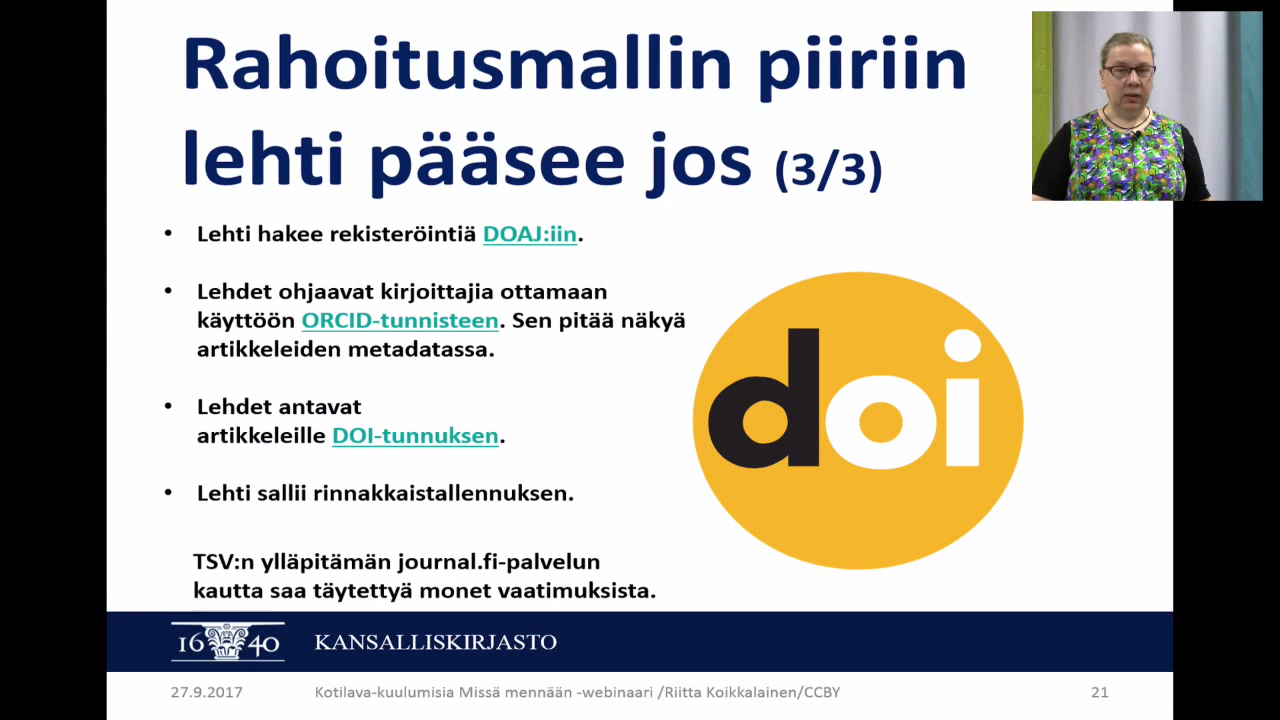 Rahoitusmallin piiriin
lehti pääsee jos (3/3)
• Lehti hakee rekisteröintiä DOAJ:iin.
• Lehdet ohjaavat kirjoittajia ottamaan
käyttöön ORCID-tunnisteen. Sen pitää näkyä
artikkeleiden metadatassa.
• Lehdet antavat
artikkeleille DOI-tunnuksen.
• Lehti sallii rinnakkaistallennuksen.
TSV:n ylläpitämän journal.fi-palvelun
kautta saa täytettyä monet vaatimuksista.
doi
16 40 KANSALLISKIRJASTO
27.9.2017 Kotilava-kuulumisia Missä mennään -webinaari /Riitta Koikkalainen/CCBY 21